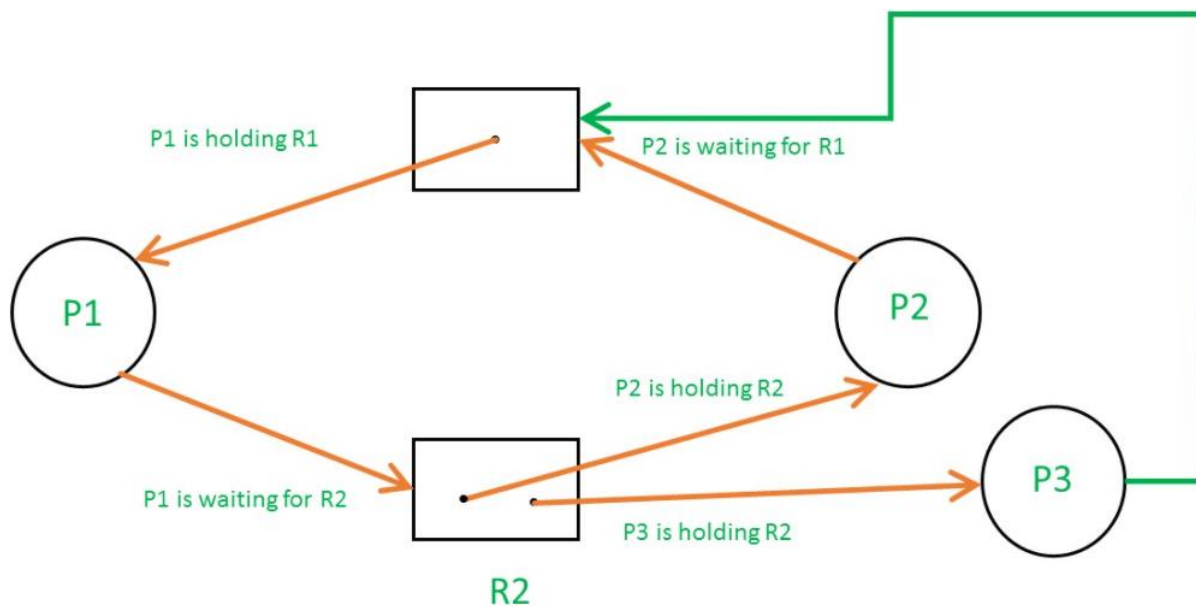 P1 is holding R1
P2 is waiting for R1
P1
P2
P2 is holding R2
P1 is waiting for R2
P3
P3 is holding R2
R2